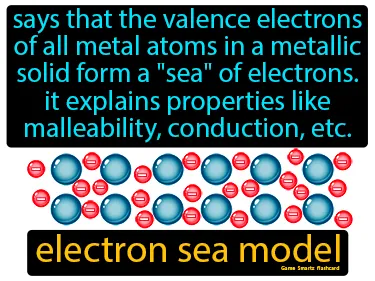 says that the valence electrons
of all metal atoms in a metallic
solid form a "sea" of electrons.
it explains properties like
malleability, conduction, etc.
electron sea model
Game Smartz flashcard